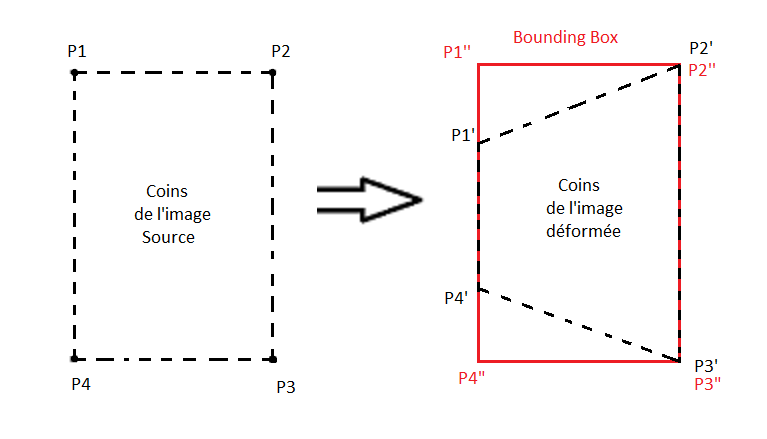 P1
P2
Coins
de l'image
Source
P4
P3
Bounding Box
P1"
P2'
P2"
P1'
Coins
de l'image
déformée
P4'
P3'
P4"
P3"